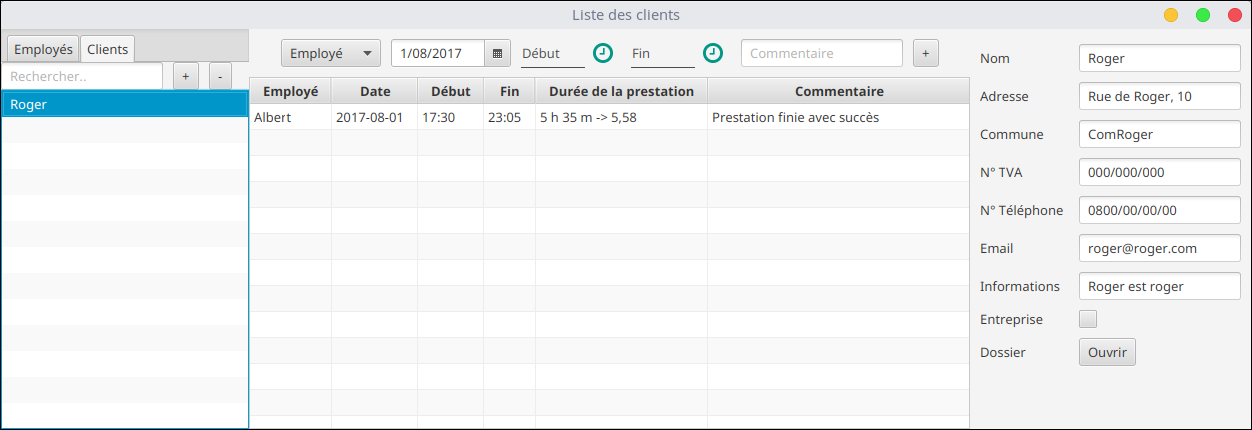 Liste des clients
Employés Clients
Rechercher.. + -
Roger
Employé 1/08/2017 Début Fin Commentaire +
Employé Date Début Fin Durée de la prestation Commentaire
Albert 2017-08-01 17:30 23:05 5 h 35 m -> 5,58 Prestation finie avec succès
Nom Roger
Adresse Rue de Roger, 10
Commune ComRoger
N° TVA 000/000/000
N° Téléphone 0800/00/00/00
Email roger@roger.com
Informations Roger est roger
Entreprise
Dossier Ouvrir